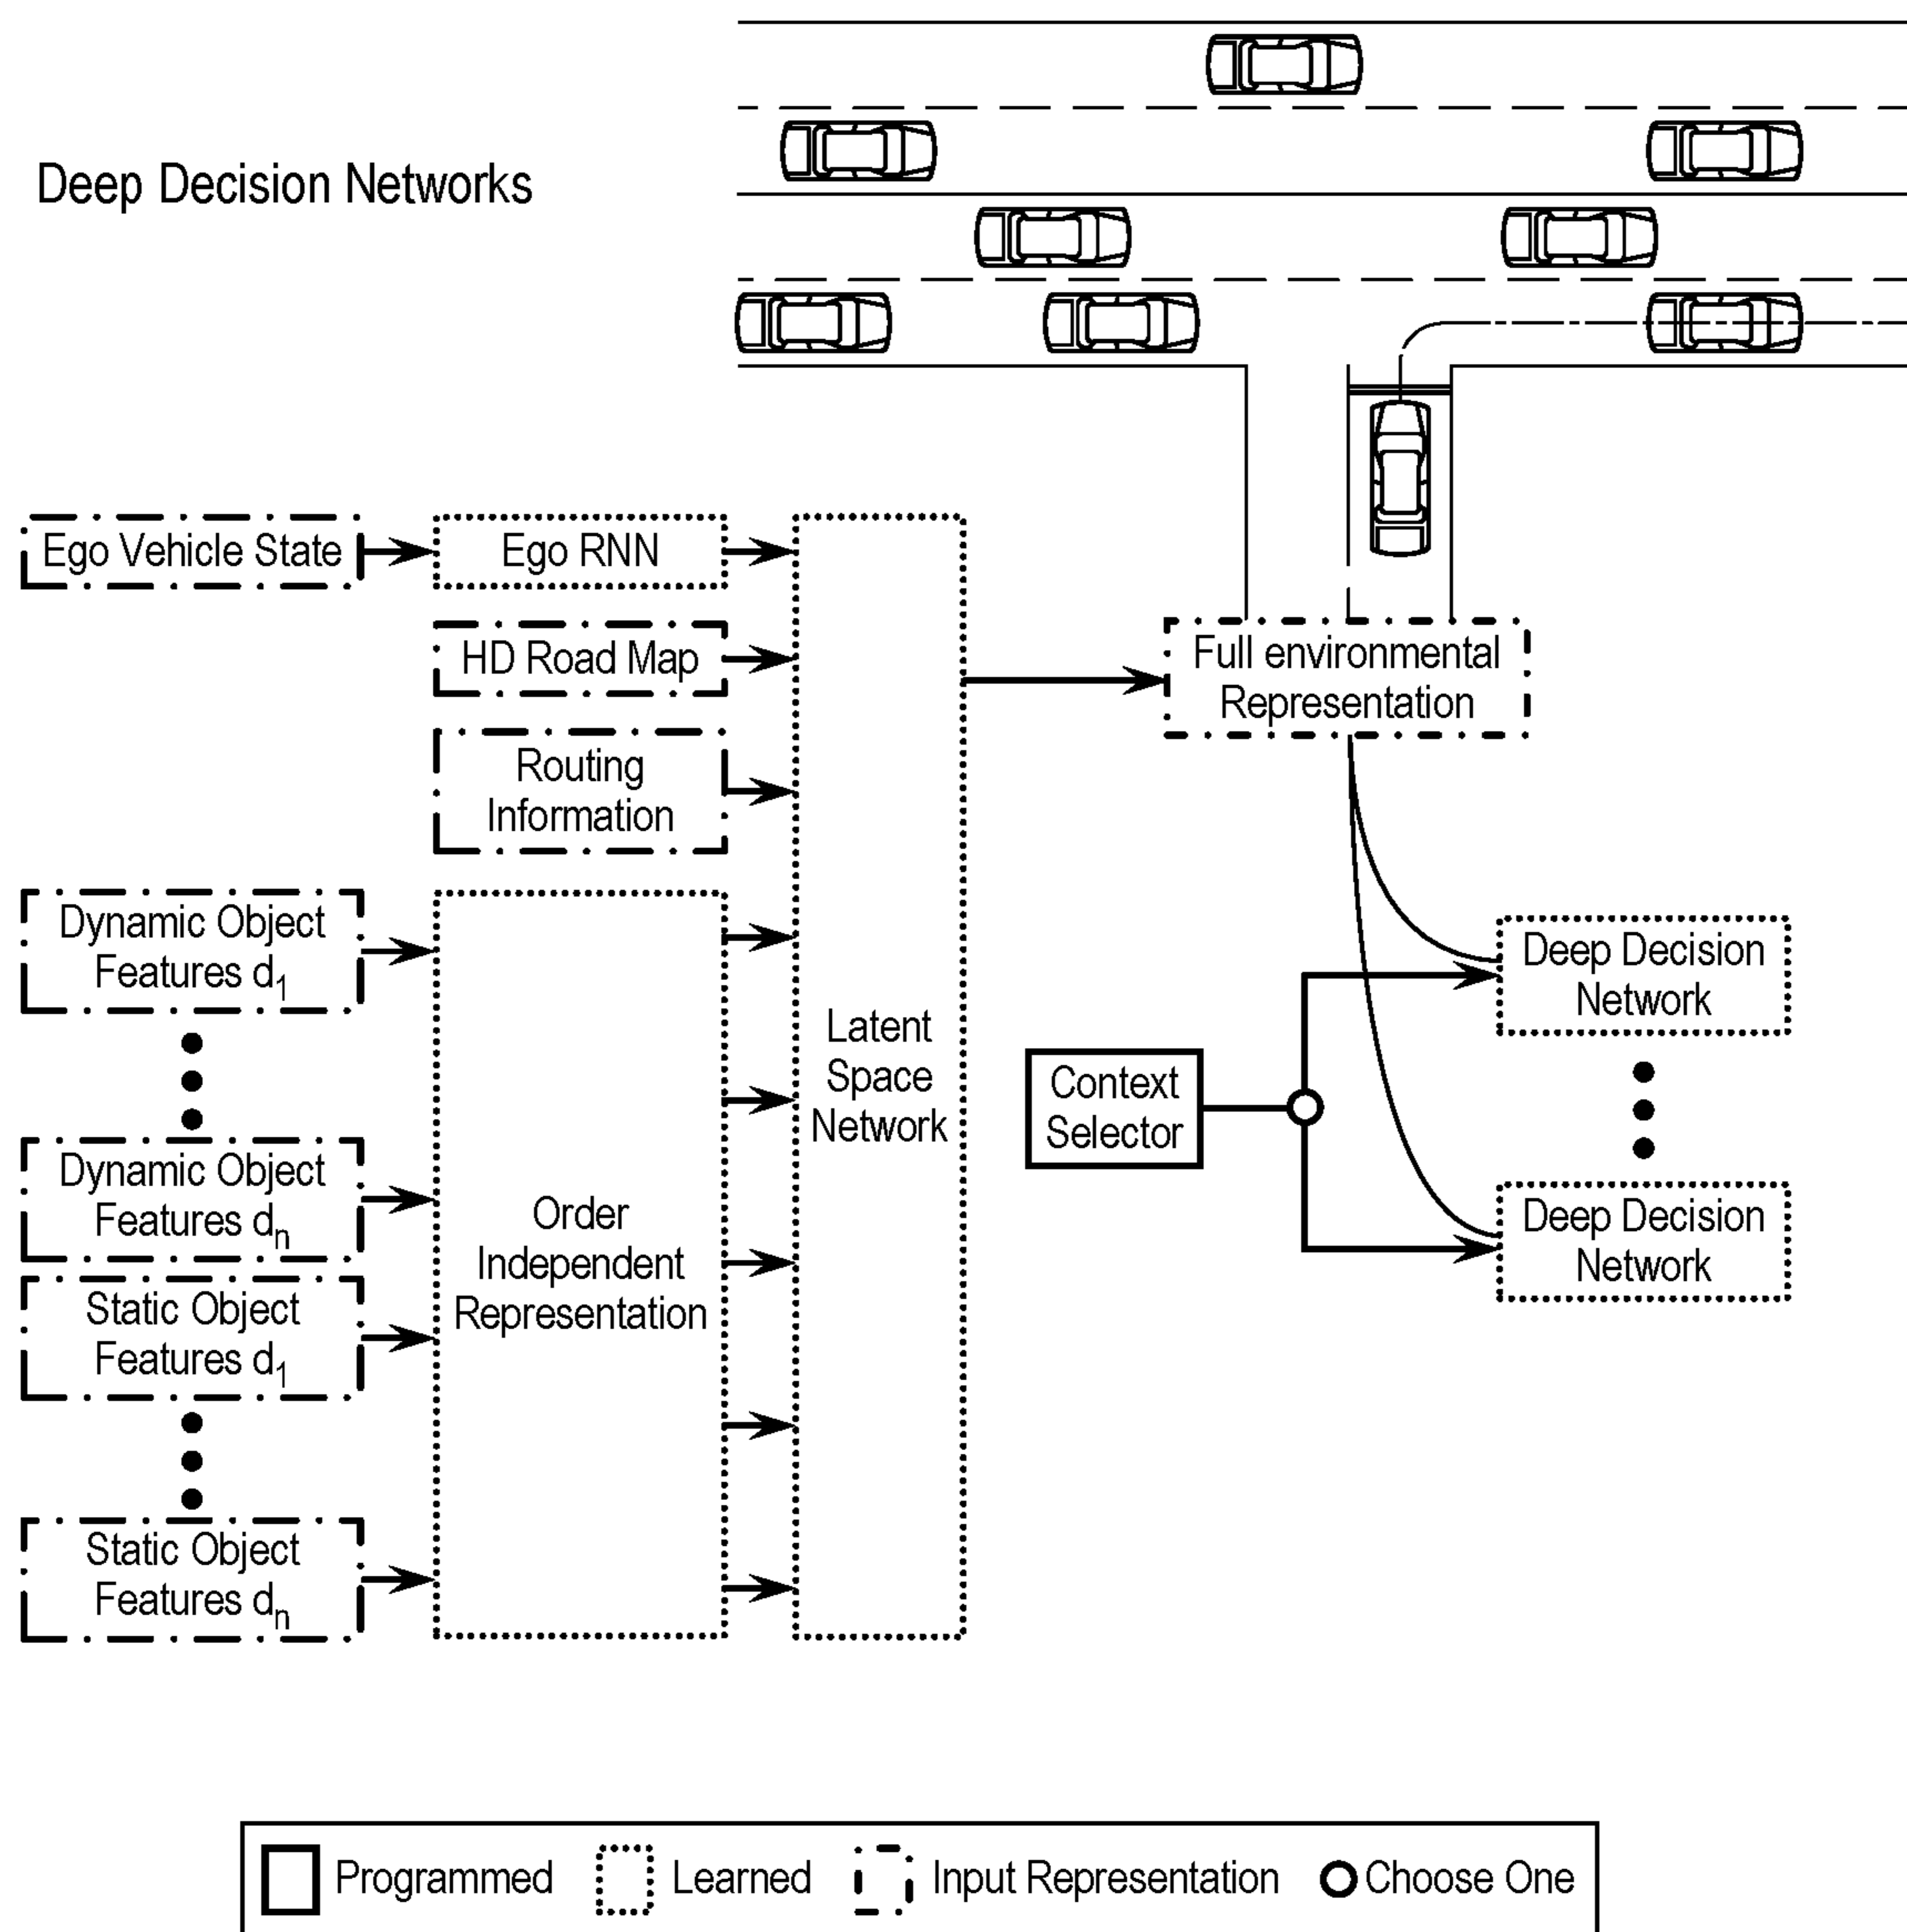 Deep Decision Networks
Ego Vehicle State
Ego RNN
HD Road Map
Routing
Information
Full environmental
Representation
Dynamic Object
Features d1
Dynamic Object
Features dn
Static Object
Features d1
Static Object
Features dn
Order
Independent
Representation
Latent
Space
Network
Context
Selector
Deep Decision
Network
Deep Decision
Network
Programmed
Learned
Input Representation
Choose One